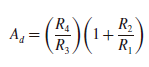 A_d = (R_4/R_3)(1 + R_2/R_1)